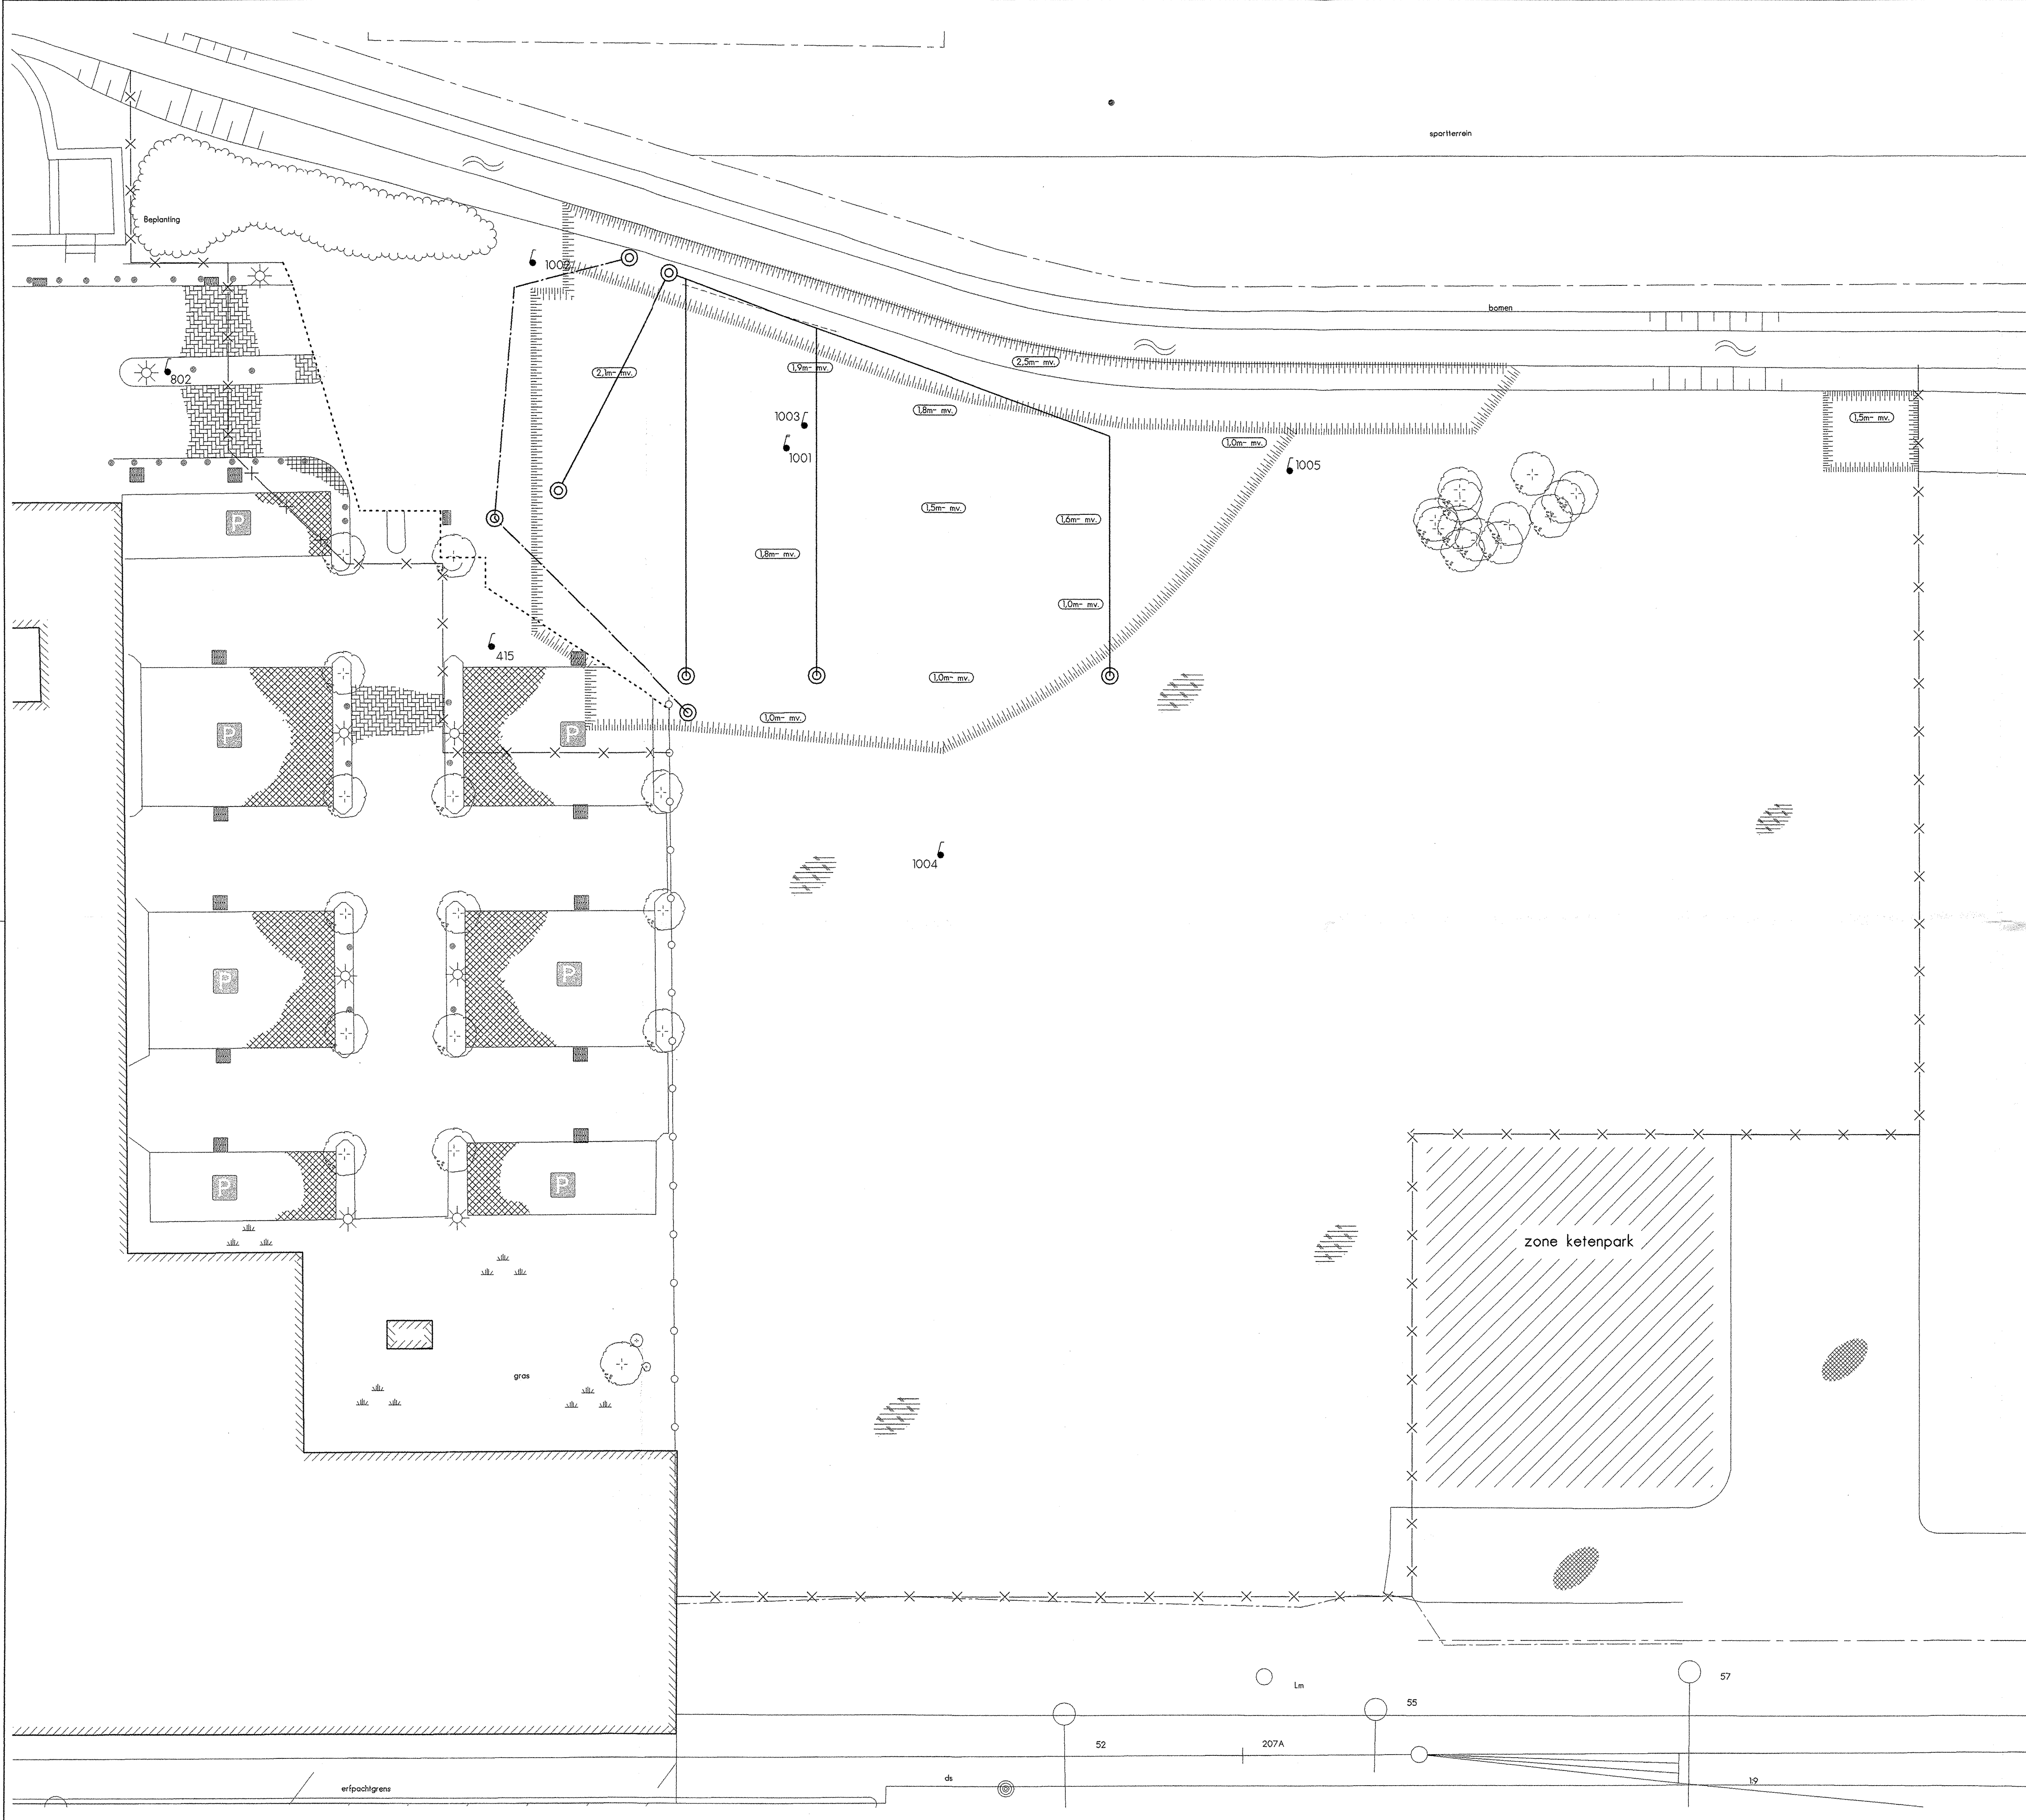 sportterrein
Beplanting
1002
bomen
802
2,1m- mv.
1,9m- mv.
2,5m- mv.
1,8m- mv.
1,5m- mv.
1003
1001
1,0m- mv.
1005
P
1,5m- mv.
1,6m- mv.
1,8m- mv.
1,0m- mv.
415
1,0m- mv.
1,0m- mv.
P
P
1004
P
P
P
P
zone ketenpark
gras
Lm
57
55
52
207A
ds
1:9
erfpachtgrens